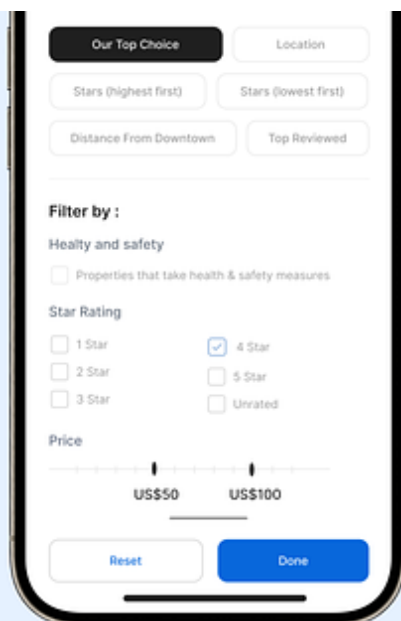 Our Top Choice
Location
Stars (highest first)
Stars (lowest first)
Distance From Downtown
Top Reviewed
Filter by :
Healty and safety
Properties that take health & safety measures
Star Rating
1 Star
4 Star
2 Star
5 Star
3 Star
Unrated
Price
US$50
US$100
Reset
Done